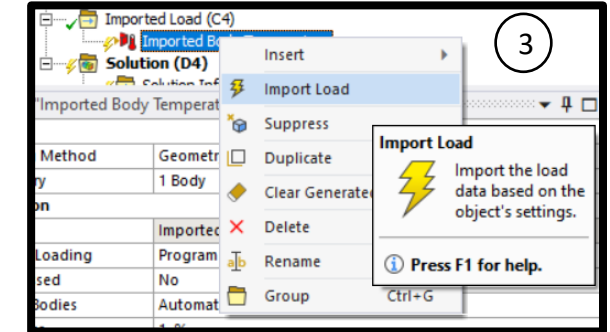 Imported Load (C4)
Imported Bo
Solution (D4)
"Imported Body Temperat
Method Geometr
1 Body
Imported
Loading Program
No
Bodies Automat
Insert
Import Load
Suppress
Duplicate
Clear Generated
Delete
Rename
Group Ctrl+G
Import Load
Import the load
data based on the
object's settings.
Press F1 for help.
3